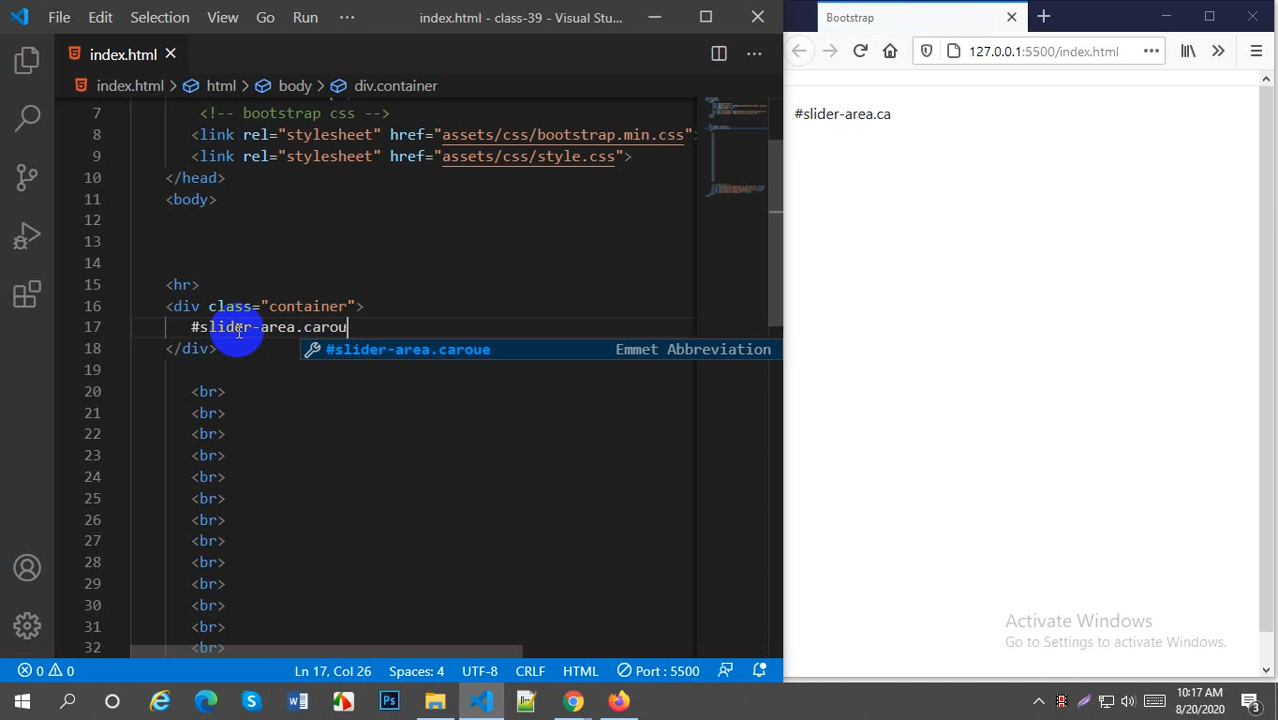 File Edit Selection View Go Run ··· index.html - class-39 - Visual Stu...
index.html
index.html > html > body > div.container
7 <!-- bootstrap css -->
8 <link rel="stylesheet" href="assets/css/bootstrap.min.css"
9 <link rel="stylesheet" href="assets/css/style.css">
10 </head>
11 <body>
12
13
14
15 <hr>
16 <div class="container">
17 #slider-area.carou
18 </div>
#slider-area.caroue Emmet Abbreviation
19
20 <br>
21 <br>
22 <br>
23 <br>
24 <br>
25 <br>
26 <br>
27 <br>
28 <br>
29 <br>
30 <br>
31 <br>
32 <br>
0 0 Ln 17, Col 26 Spaces: 4 UTF-8 CRLF HTML Port : 5500
Bootstrap
127.0.0.1:5500/index.html
#slider-area.ca
Activate Windows
Go to Settings to activate Windows.
10:17 AM
8/20/2020
3